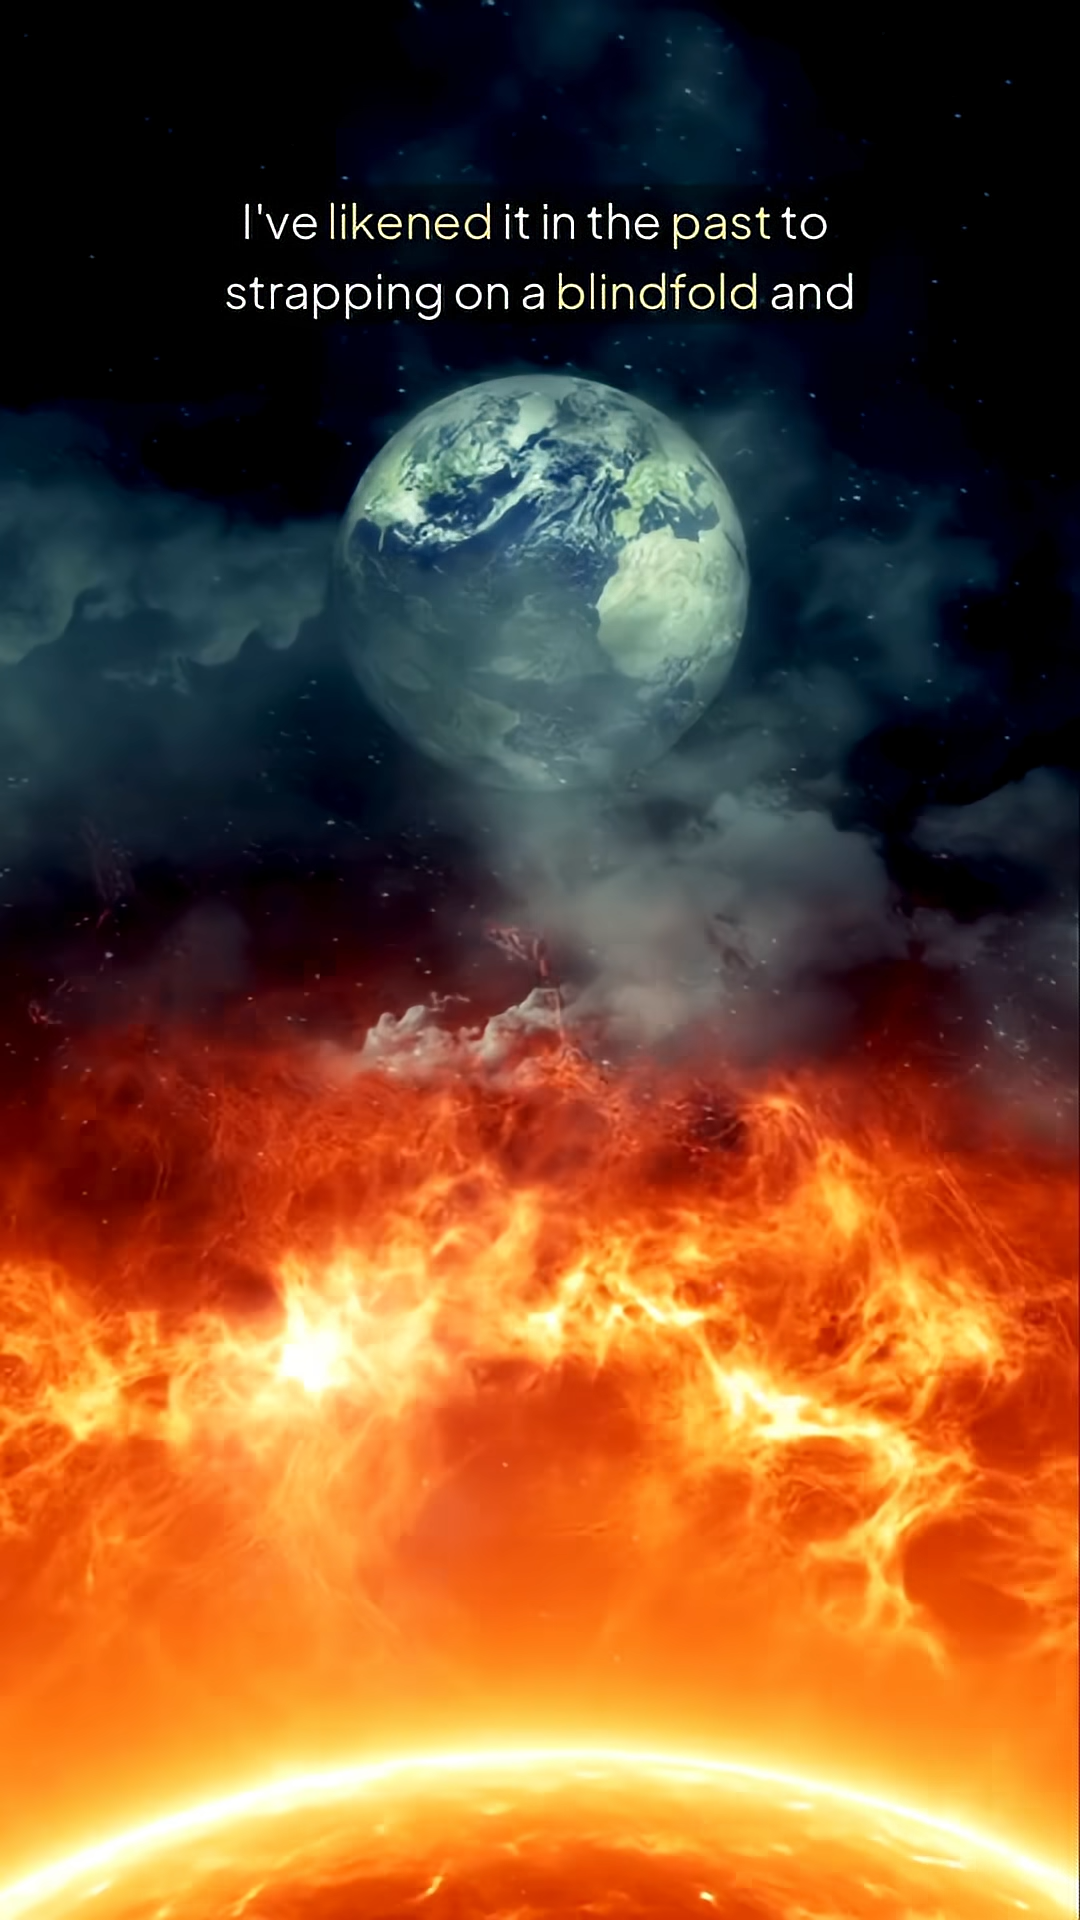 I've likened it in the past to
strapping on a blindfold and